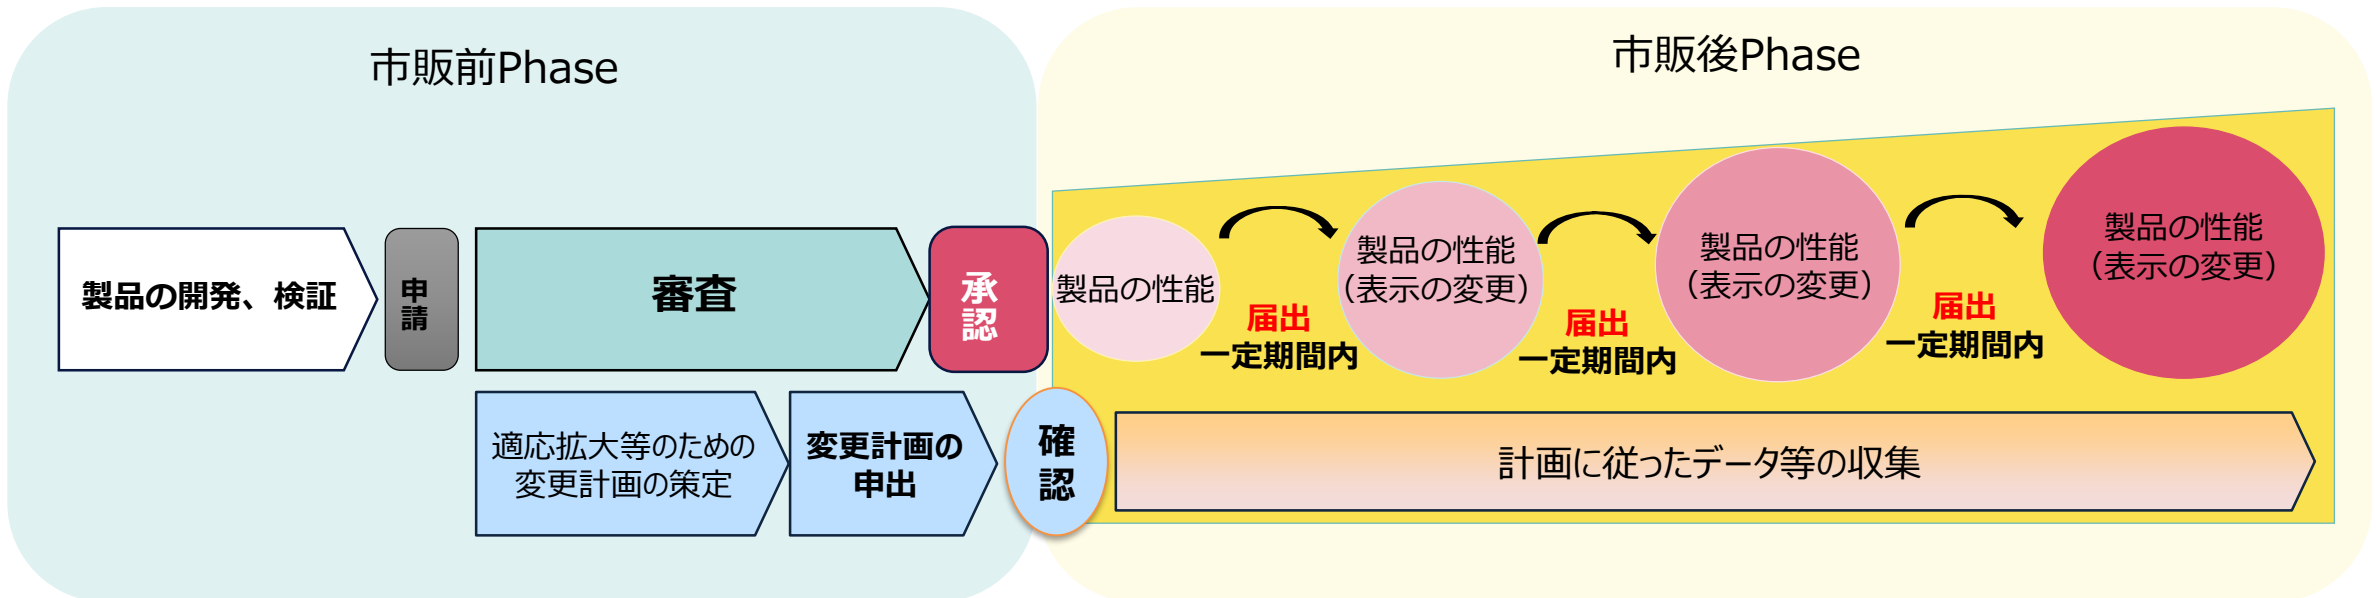 市販前Phase
市販後Phase
製品の開発、検証
申請
審査
承認
適応拡大等のための
変更計画の策定
変更計画の
申出
確認
製品の性能
届出
一定期間内
製品の性能
（表示の変更）
届出
一定期間内
製品の性能
（表示の変更）
届出
一定期間内
製品の性能
（表示の変更）
計画に従ったデータ等の収集